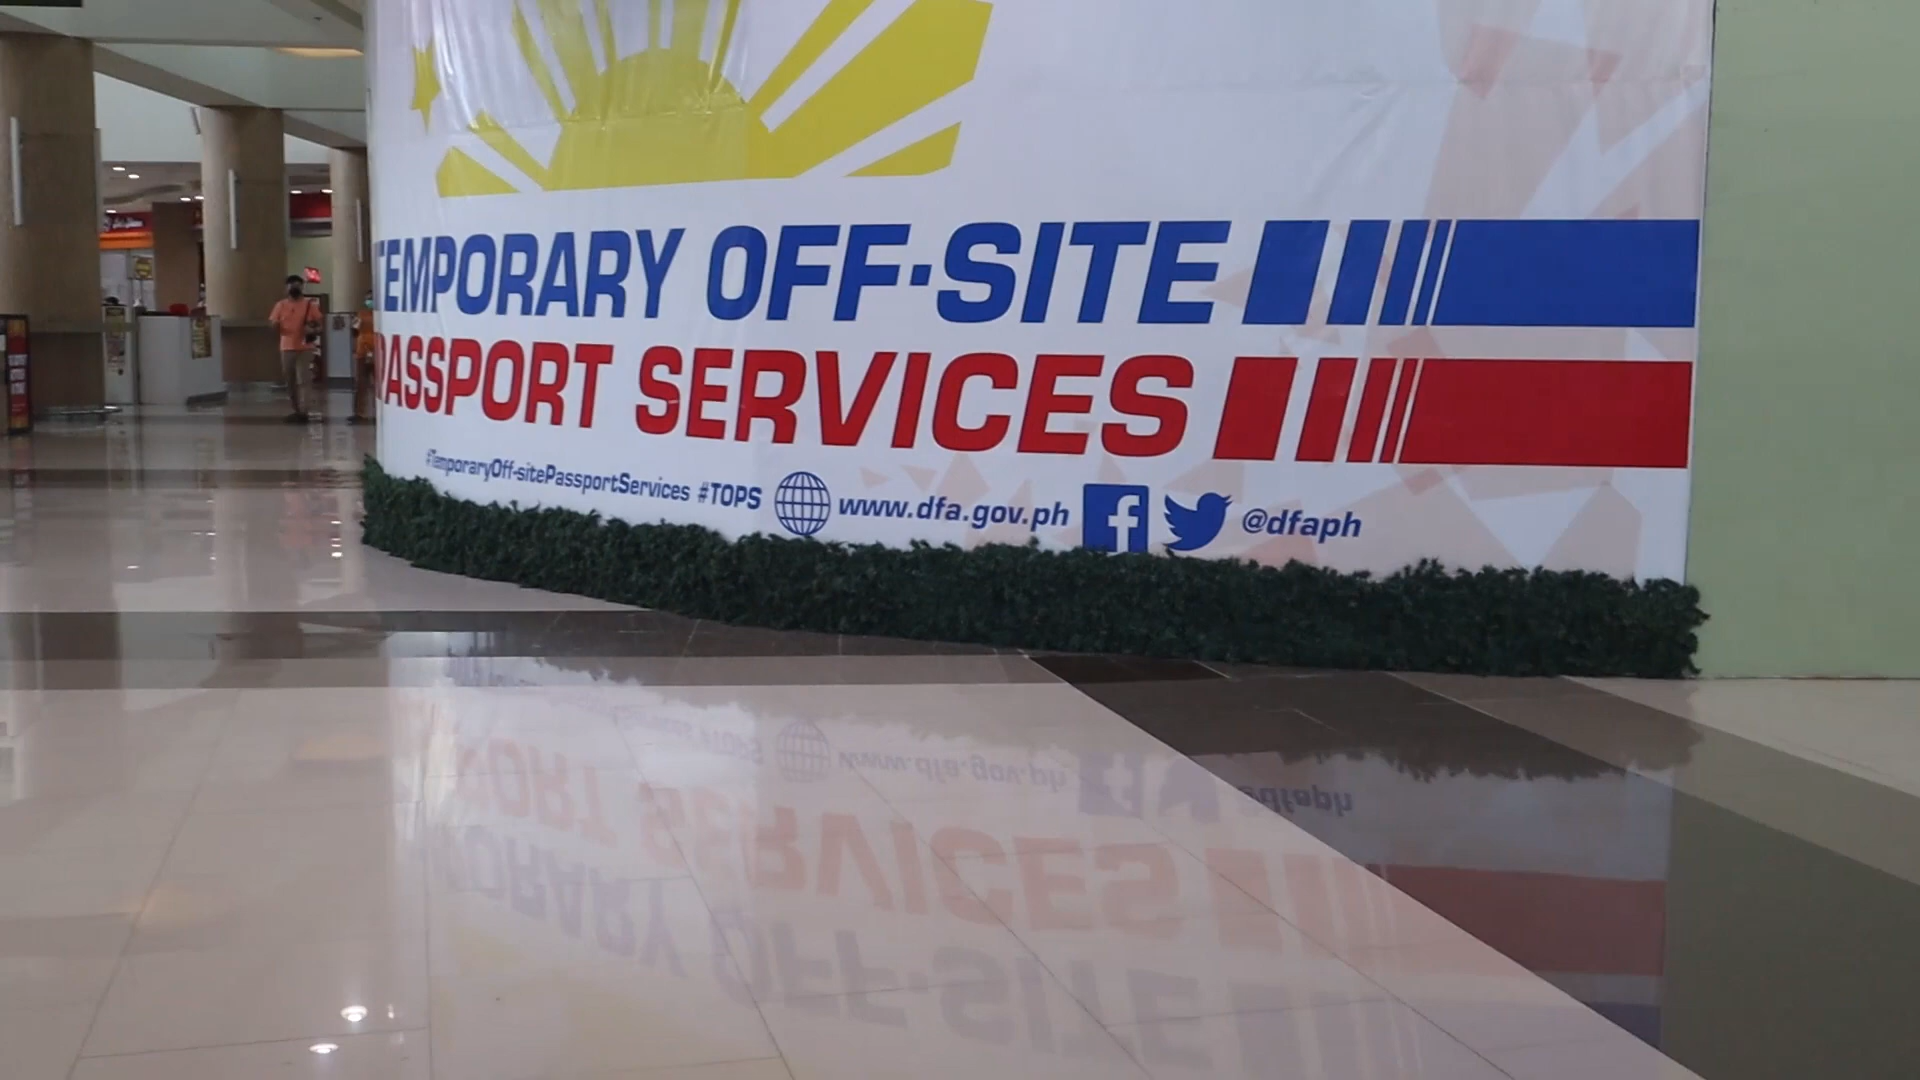 TEMPORARY OFF-SITE
PASSPORT SERVICES
#TemporaryOff-sitePassportServices #TOPS www.dfa.gov.ph @dfaph